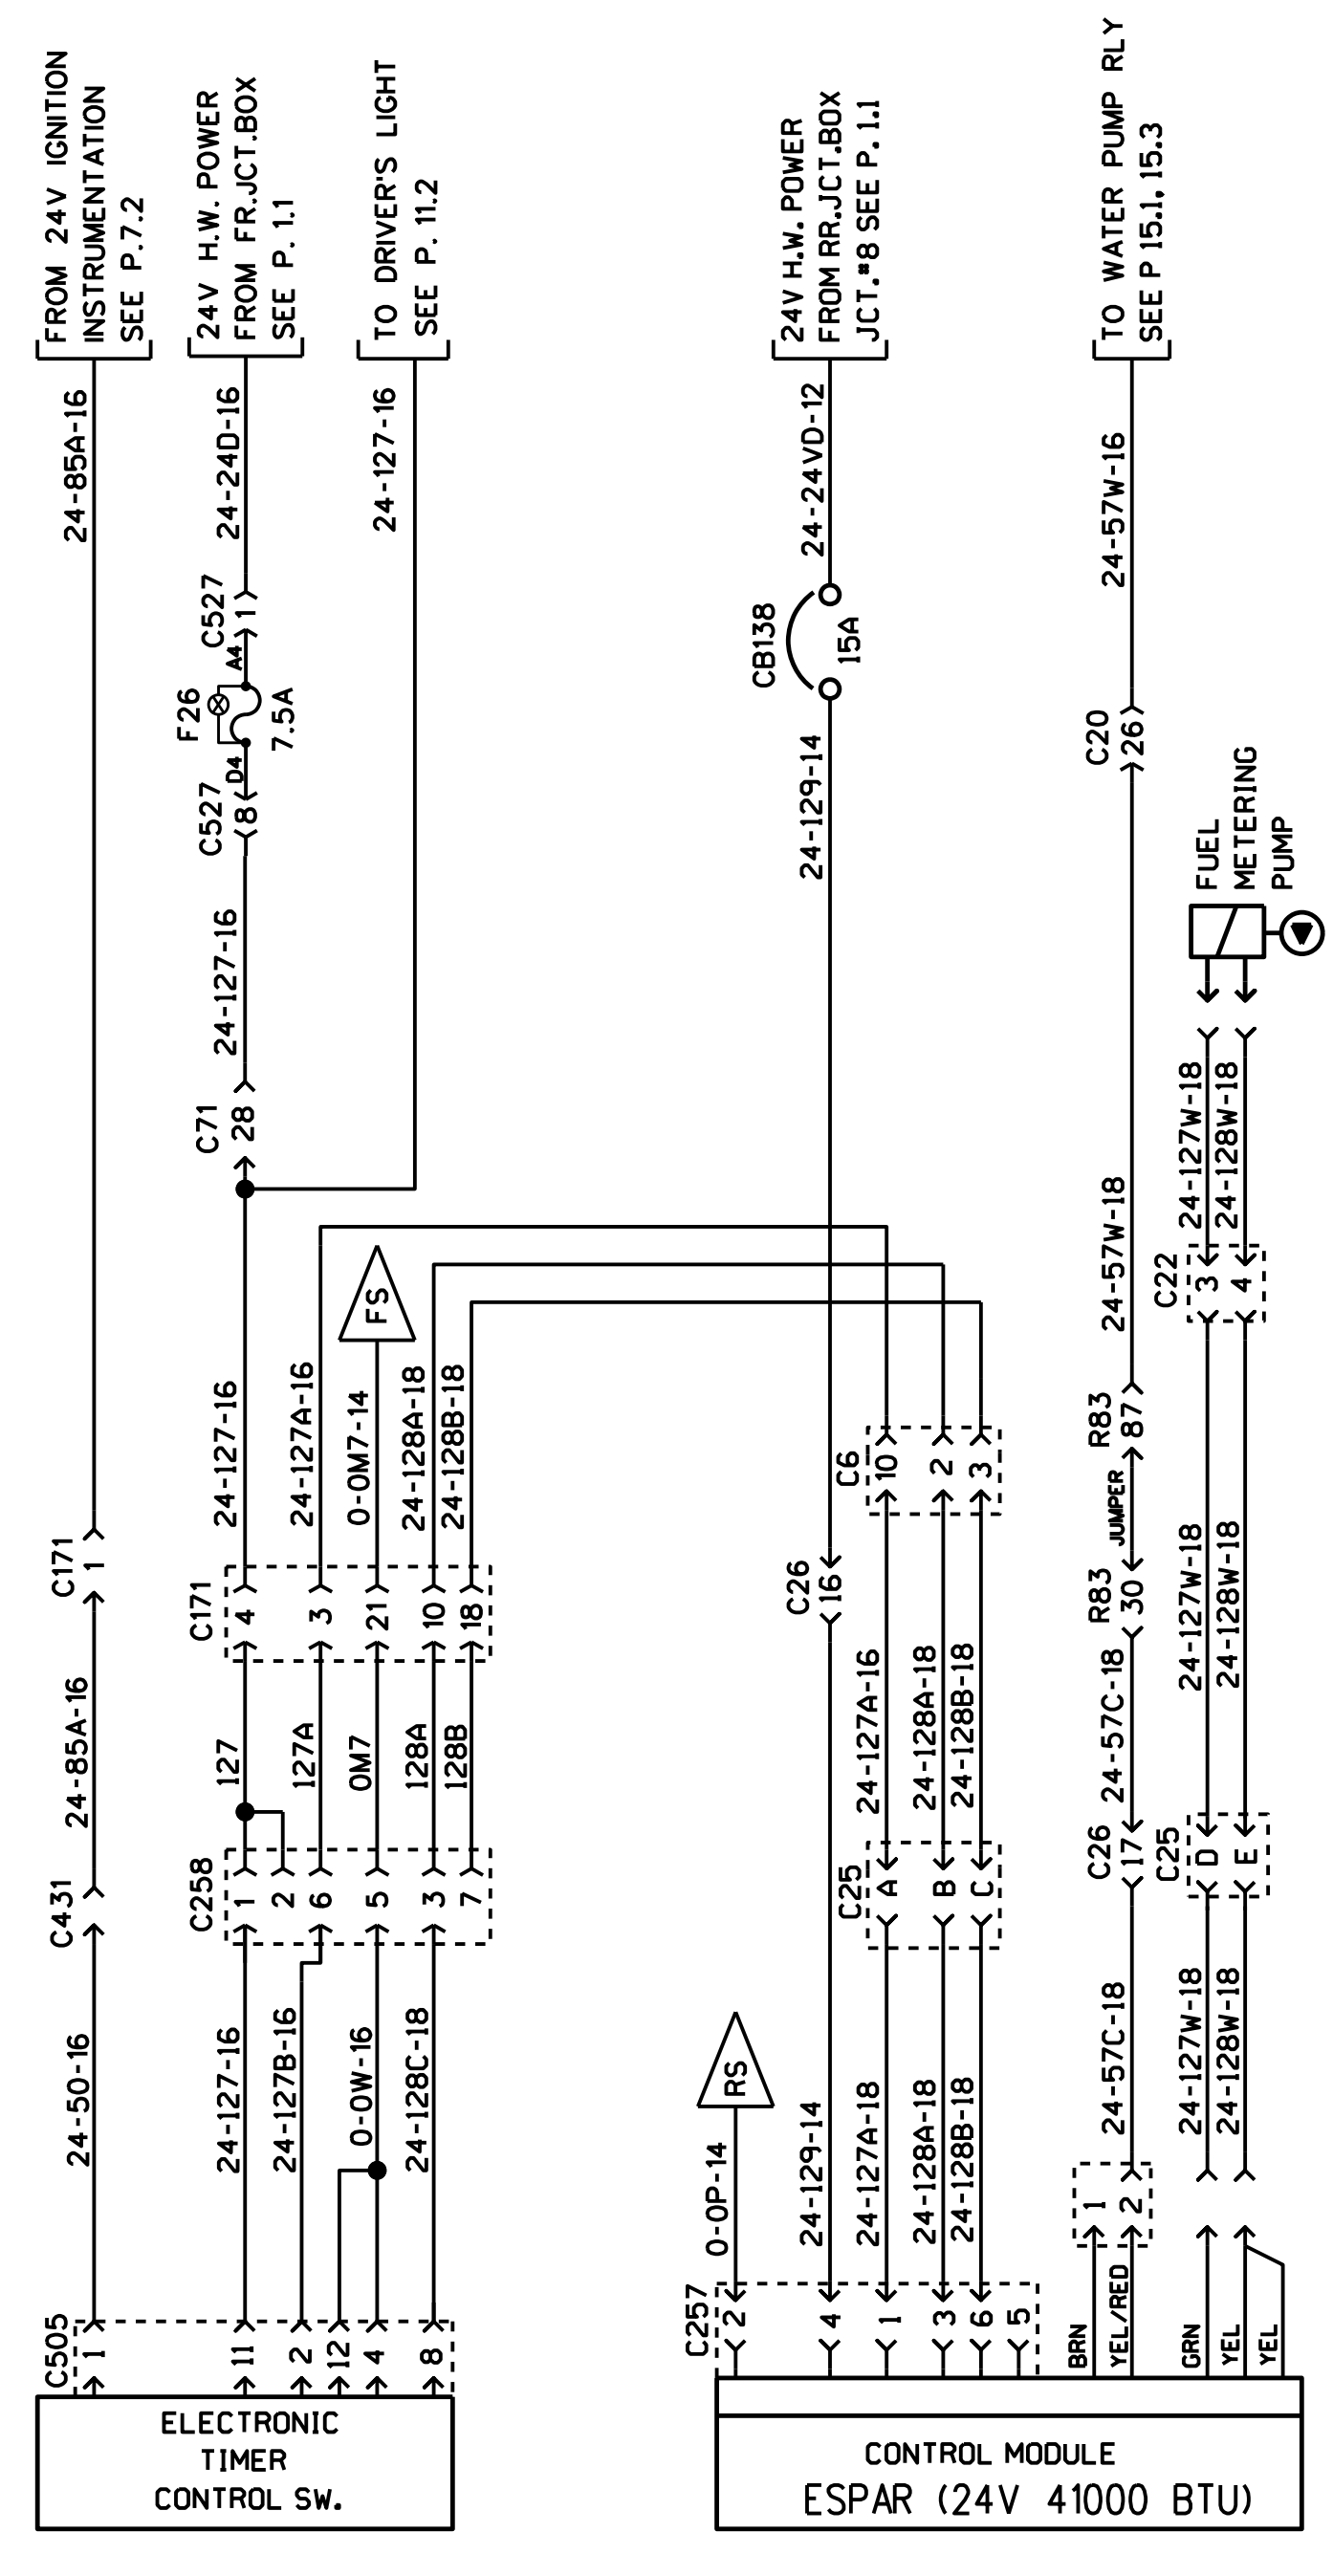 FROM 24V IGNITION
INSTRUMENTATION
SEE P.7.2
24V H.W. POWER
FROM FR.JCT.BOX
SEE P. 1.1
TO DRIVER'S LIGHT
SEE P. 11.2
24V H.W. POWER
FROM RR.JCT.BOX
JCT.#8 SEE P. 1.1
TO WATER PUMP RLY
SEE P 15.1, 15.3
24-85A-16
24-24D-16
24-127-16
24-24VD-12
24-57W-16
C527
1
A4
F26
7.5A
D4
C527
8
CB138
15A
C20
26
24-127-16
24-129-14
FUEL
METERING
PUMP
C71
28
24-127W-18
24-128W-18
24-57W-18
C22
3
4
FS
24-127-16
24-127A-16
0-0M7-14
24-128A-18
24-128B-18
C6
10
2
3
R83
87
JUMPER
R83
30
C171
1
C171
4
3
21
10
18
C26
16
24-127W-18
24-128W-18
24-85A-16
127
127A
0M7
128A
128B
24-127A-16
24-128A-18
24-128B-18
24-57C-18
C431
C258
1
2
6
5
3
7
C25
A
B
C
C26
17
C25
D
E
24-50-16
24-127-16
24-127B-16
0-0W-16
24-128C-18
RS
0-0P-14
24-129-14
24-127A-18
24-128A-18
24-128B-18
24-57C-18
24-127W-18
24-128W-18
1
2
C505
1
11
2
12
4
8
C257
2
4
1
3
6
5
BRN
YEL/RED
GRN
YEL
YEL
ELECTRONIC
TIMER
CONTROL SW.
CONTROL MODULE
ESPAR (24V 41000 BTU)